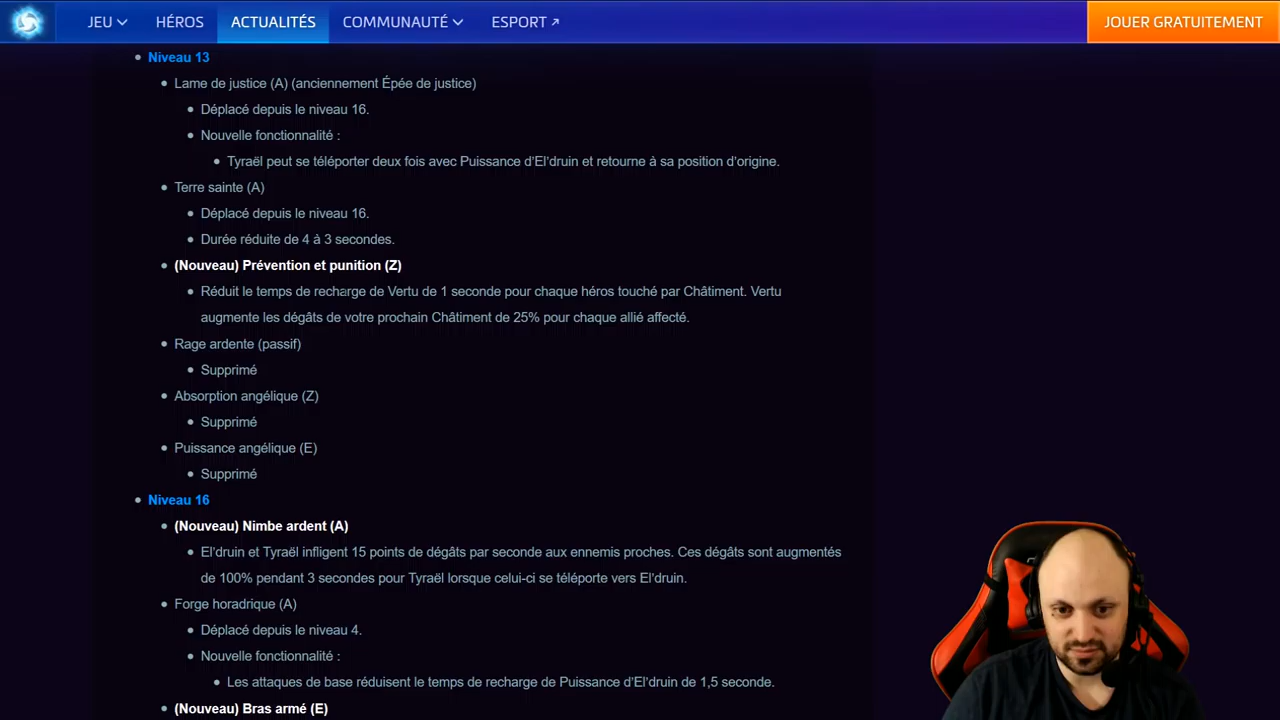 JEU HÉROS ACTUALITÉS COMMUNAUTÉ ESPORT JOUER GRATUITEMENT
Niveau 13
Lame de justice (A) (anciennement Épée de justice)
Déplacé depuis le niveau 16.
Nouvelle fonctionnalité :
Tyraël peut se téléporter deux fois avec Puissance d'El'druin et retourne à sa position d'origine.
Terre sainte (A)
Déplacé depuis le niveau 16.
Durée réduite de 4 à 3 secondes.
(Nouveau) Prévention et punition (Z)
Réduit le temps de recharge de Vertu de 1 seconde pour chaque héros touché par Châtiment. Vertu
augmente les dégâts de votre prochain Châtiment de 25% pour chaque allié affecté.
Rage ardente (passif)
Supprimé
Absorption angélique (Z)
Supprimé
Puissance angélique (E)
Supprimé
Niveau 16
(Nouveau) Nimbe ardent (A)
El'druin et Tyraël infligent 15 points de dégâts par seconde aux ennemis proches. Ces dégâts sont augmentés
de 100% pendant 3 secondes pour Tyraël lorsque celui-ci se téléporte vers El'druin.
Forge horadrique (A)
Déplacé depuis le niveau 4.
Nouvelle fonctionnalité :
Les attaques de base réduisent le temps de recharge de Puissance d'El'druin de 1,5 seconde.
(Nouveau) Bras armé (E)